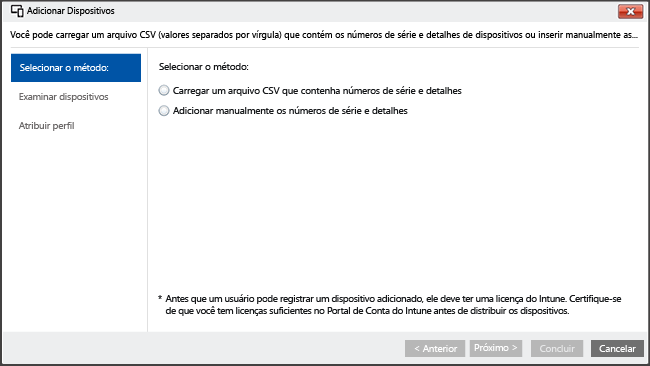 Adicionar Dispositivos
Você pode carregar um arquivo CSV (valores separados por vírgula) que contém os números de série e detalhes de dispositivos ou inserir manualmente as...
Selecionar o método:
Examinar dispositivos
Atribuir perfil
Selecionar o método:
Carregar um arquivo CSV que contenha números de série e detalhes
Adicionar manualmente os números de série e detalhes
* Antes que um usuário pode registrar um dispositivo adicionado, ele deve ter uma licença do Intune. Certifique-se
de que você tem licenças suficientes no Portal de Conta do Intune antes de distribuir os dispositivos.
< Anterior
Próximo >
Concluir
Cancelar